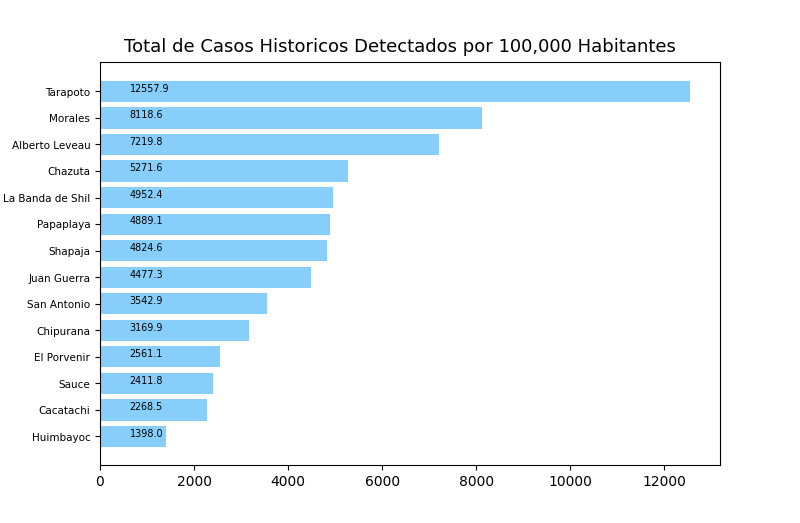 Total de Casos Historicos Detectados por 100,000 Habitantes
Tarapoto 12557.9
Morales 8118.6
Alberto Leveau 7219.8
Chazuta 5271.6
La Banda de Shil 4952.4
Papaplaya 4889.1
Shapaja 4824.6
Juan Guerra 4477.3
San Antonio 3542.9
Chipurana 3169.9
El Porvenir 2561.1
Sauce 2411.8
Cacatachi 2268.5
Huimbayoc 1398.0
0 2000 4000 6000 8000 10000 12000